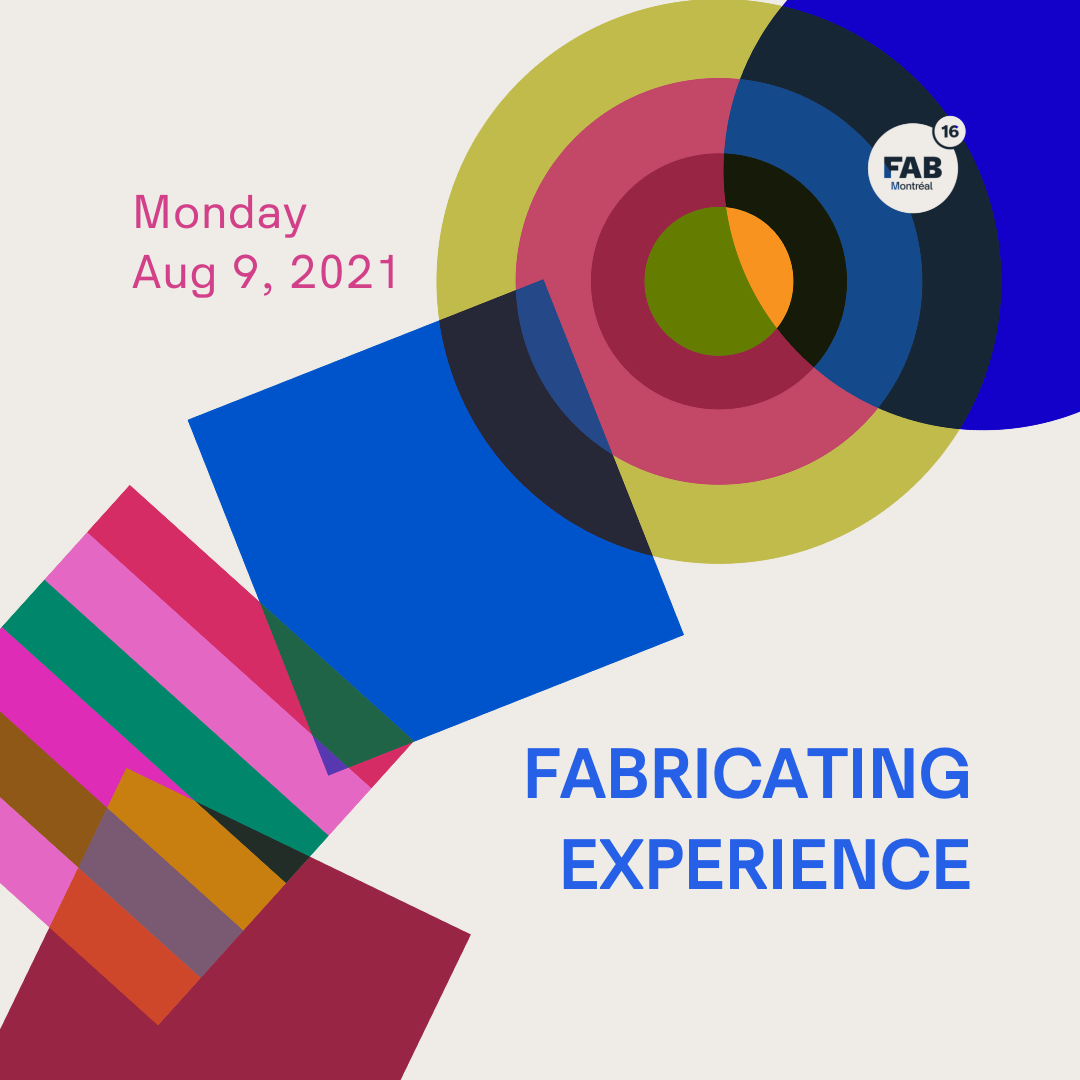 Monday
Aug 9, 2021
16
FAB
Montréal
FABRICATING
EXPERIENCE